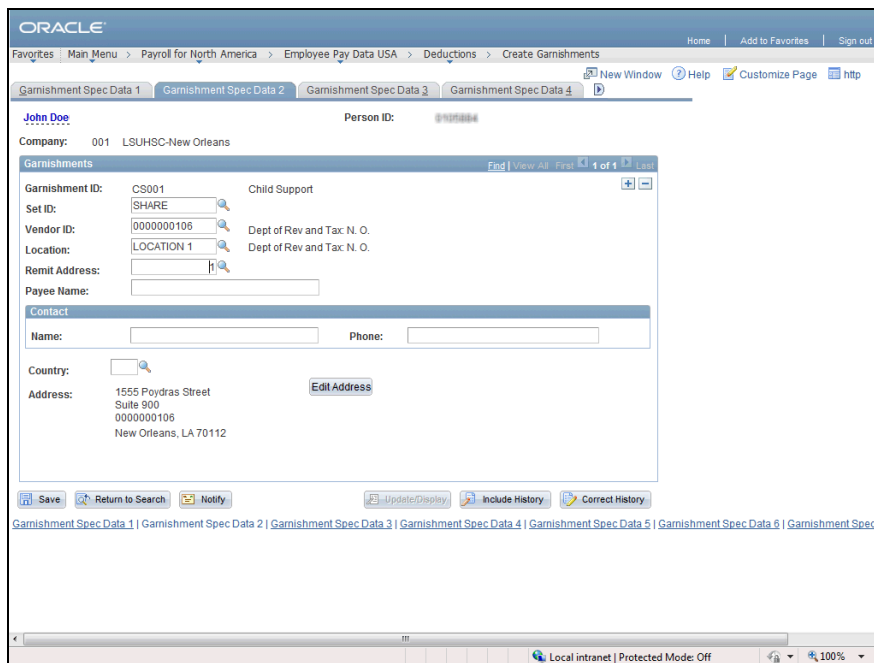 ORACLE
Home | Add to Favorites | Sign out
Favorites Main Menu > Payroll for North America > Employee Pay Data USA > Deductions > Create Garnishments
New Window Help Customize Page http
Garnishment Spec Data 1 Garnishment Spec Data 2 Garnishment Spec Data 3 Garnishment Spec Data 4
John Doe Person ID:
Company: 001 LSUHSC-New Orleans
Garnishments Find | View All First 1 of 1 Last
Garnishment ID: CS001 Child Support
Set ID: SHARE
Vendor ID: 0000000106 Dept of Rev and Tax: N. O.
Location: LOCATION 1 Dept of Rev and Tax: N. O.
Remit Address: 1
Payee Name:
Contact
Name: Phone:
Country:
Address: 1555 Poydras Street Edit Address
Suite 900
0000000106
New Orleans, LA 70112
Save Return to Search Notify Update/Display Include History Correct History
Garnishment Spec Data 1 | Garnishment Spec Data 2 | Garnishment Spec Data 3 | Garnishment Spec Data 4 | Garnishment Spec Data 5 | Garnishment Spec Data 6 | Garnishment Spec
Local intranet | Protected Mode: Off 100%